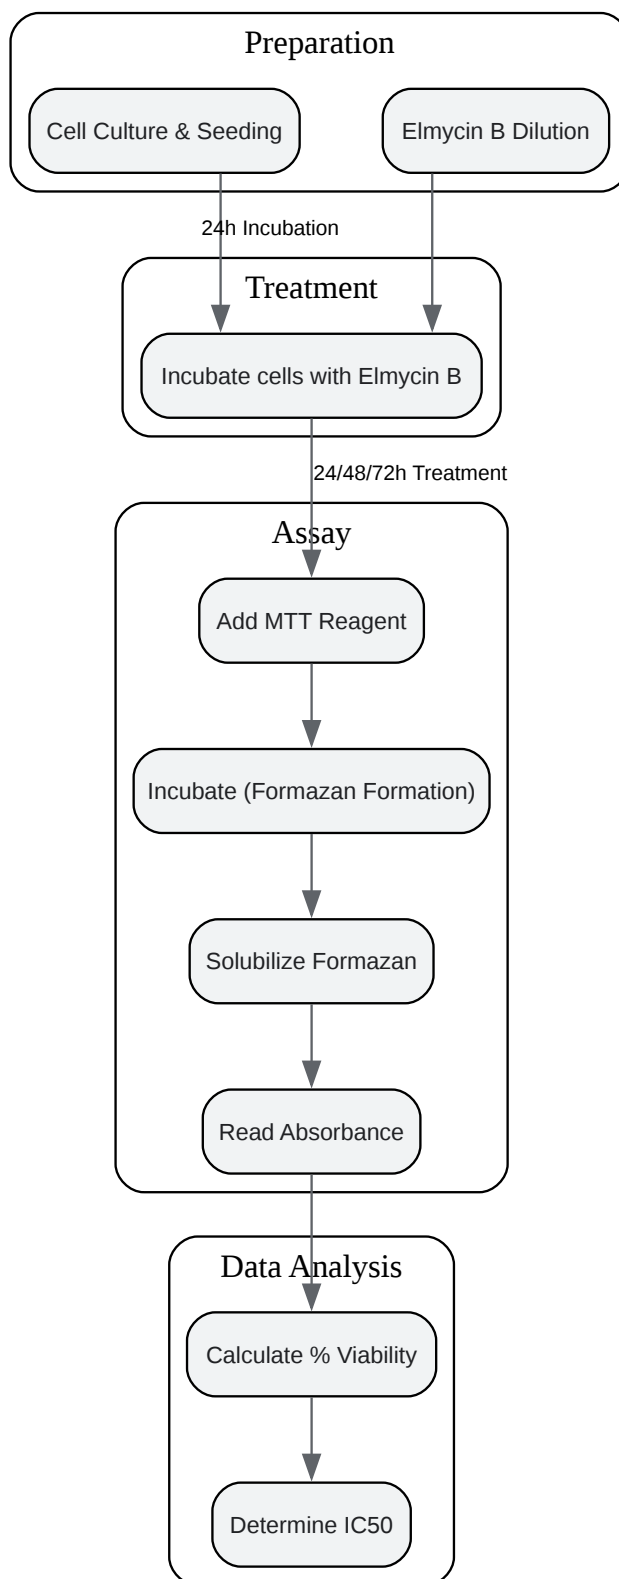 Preparation
Cell Culture & Seeding
Elmycin B Dilution
24h Incubation
Treatment
Incubate cells with Elmycin B
24/48/72h Treatment
Assay
Add MTT Reagent
Incubate (Formazan Formation)
Solubilize Formazan
Read Absorbance
Data Analysis
Calculate % Viability
Determine IC50